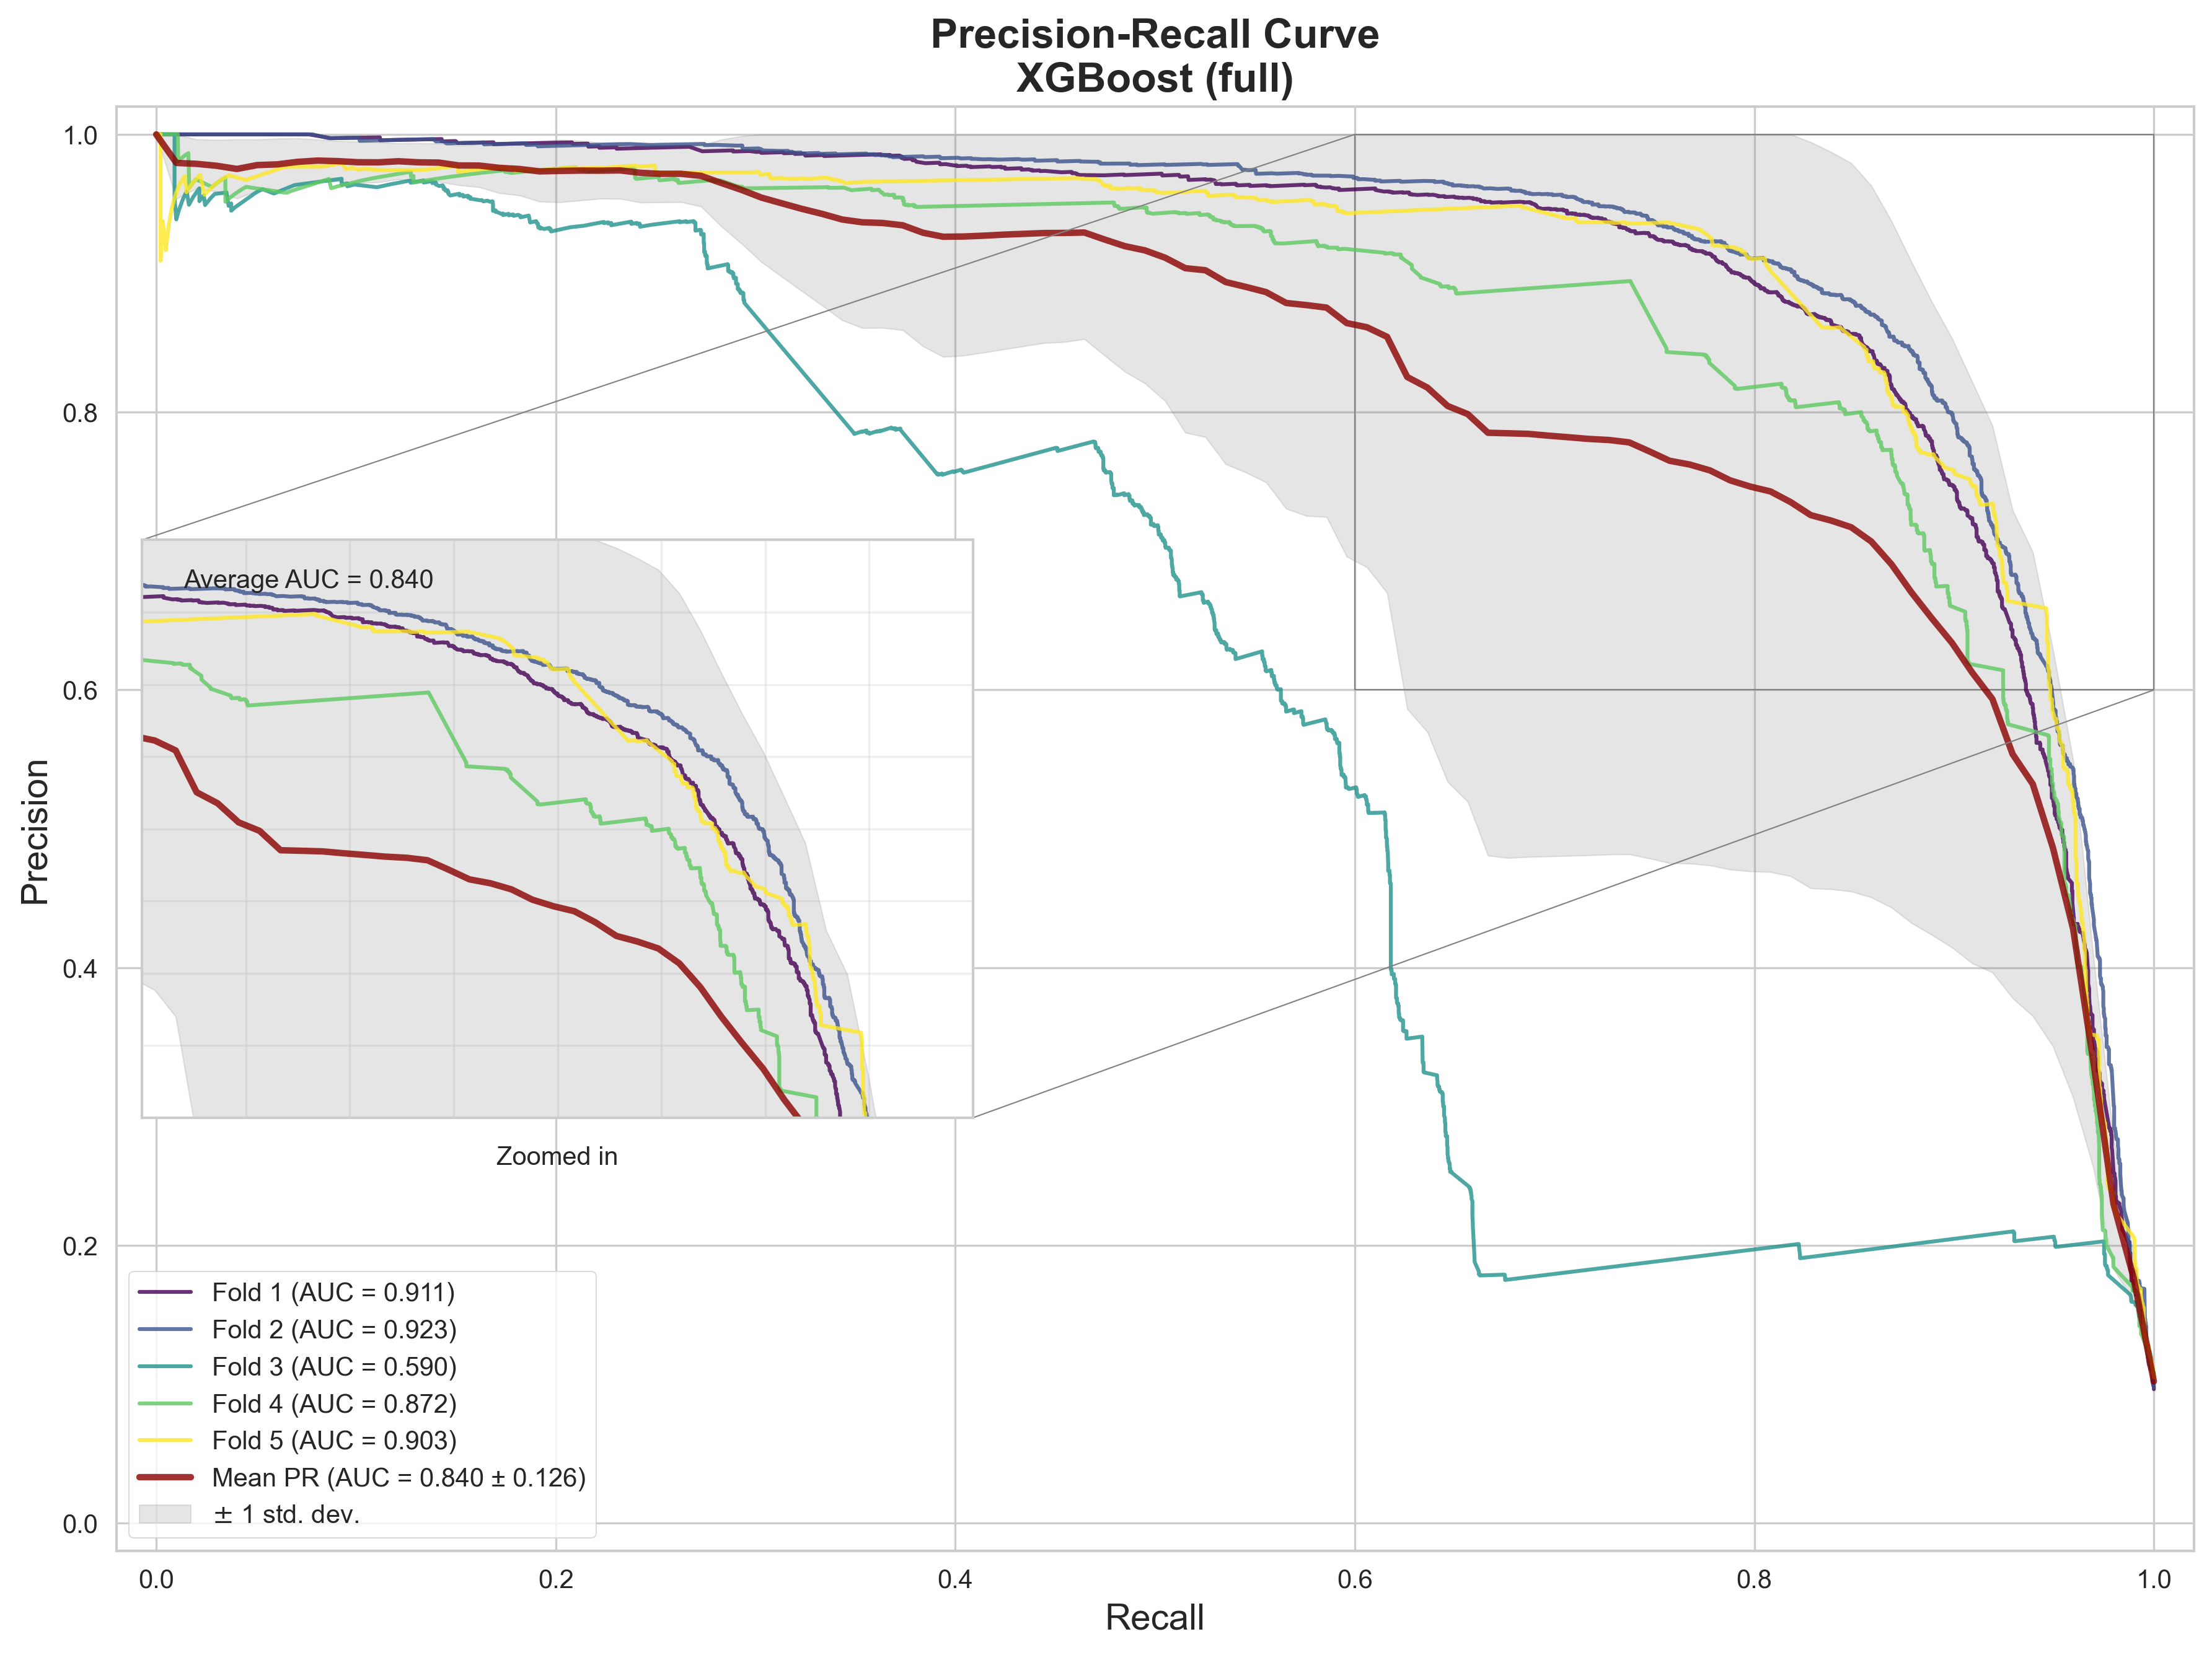 Precision-Recall Curve
XGBoost (full)
Precision
1.0
0.8
0.6
0.4
0.2
0.0
Average AUC = 0.840
Zoomed in
Fold 1 (AUC = 0.911)
Fold 2 (AUC = 0.923)
Fold 3 (AUC = 0.590)
Fold 4 (AUC = 0.872)
Fold 5 (AUC = 0.903)
Mean PR (AUC = 0.840 ± 0.126)
± 1 std. dev.
0.0 0.2 0.4 0.6 0.8 1.0
Recall